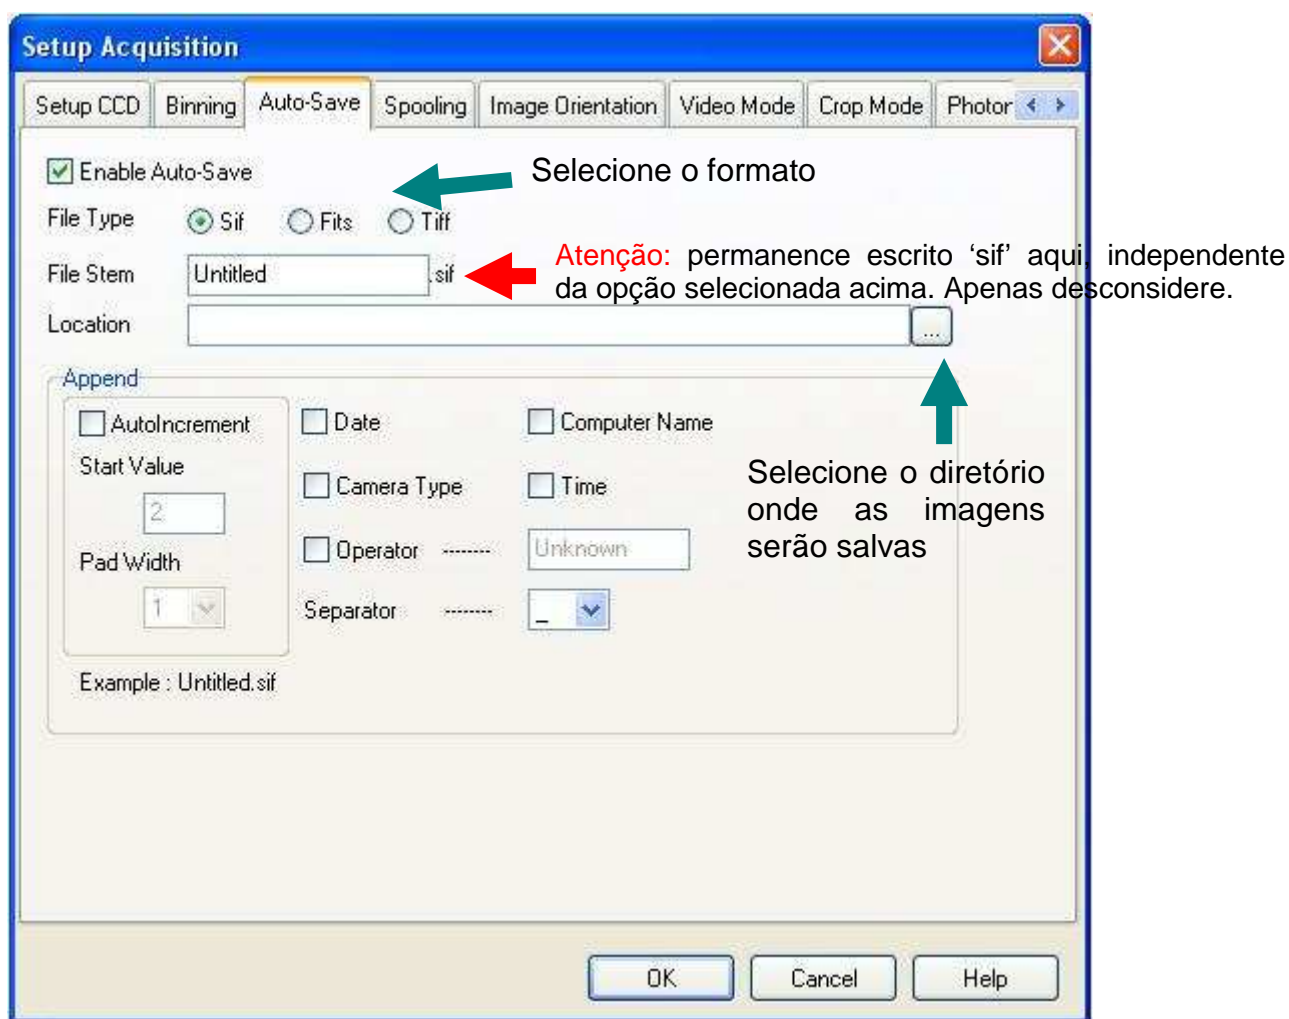 Setup Acquisition
Setup CCD Binning Auto-Save Spooling Image Orientation Video Mode Crop Mode Photon
Enable Auto-Save
Selecione o formato
File Type Sif Fits Tiff
Atenção: permanence escrito ‘sif’ aqui, independente
da opção selecionada acima. Apenas desconsidere.
File Stem Untitled .sif
Location ...
Append
AutoIncrement Date Computer Name
Start Value
Camera Type Time
2
Selecione o diretório
onde as imagens
serão salvas
Operator -------- Unknown
Pad Width
1
Separator -------- _
Example : Untitled.sif
OK Cancel Help